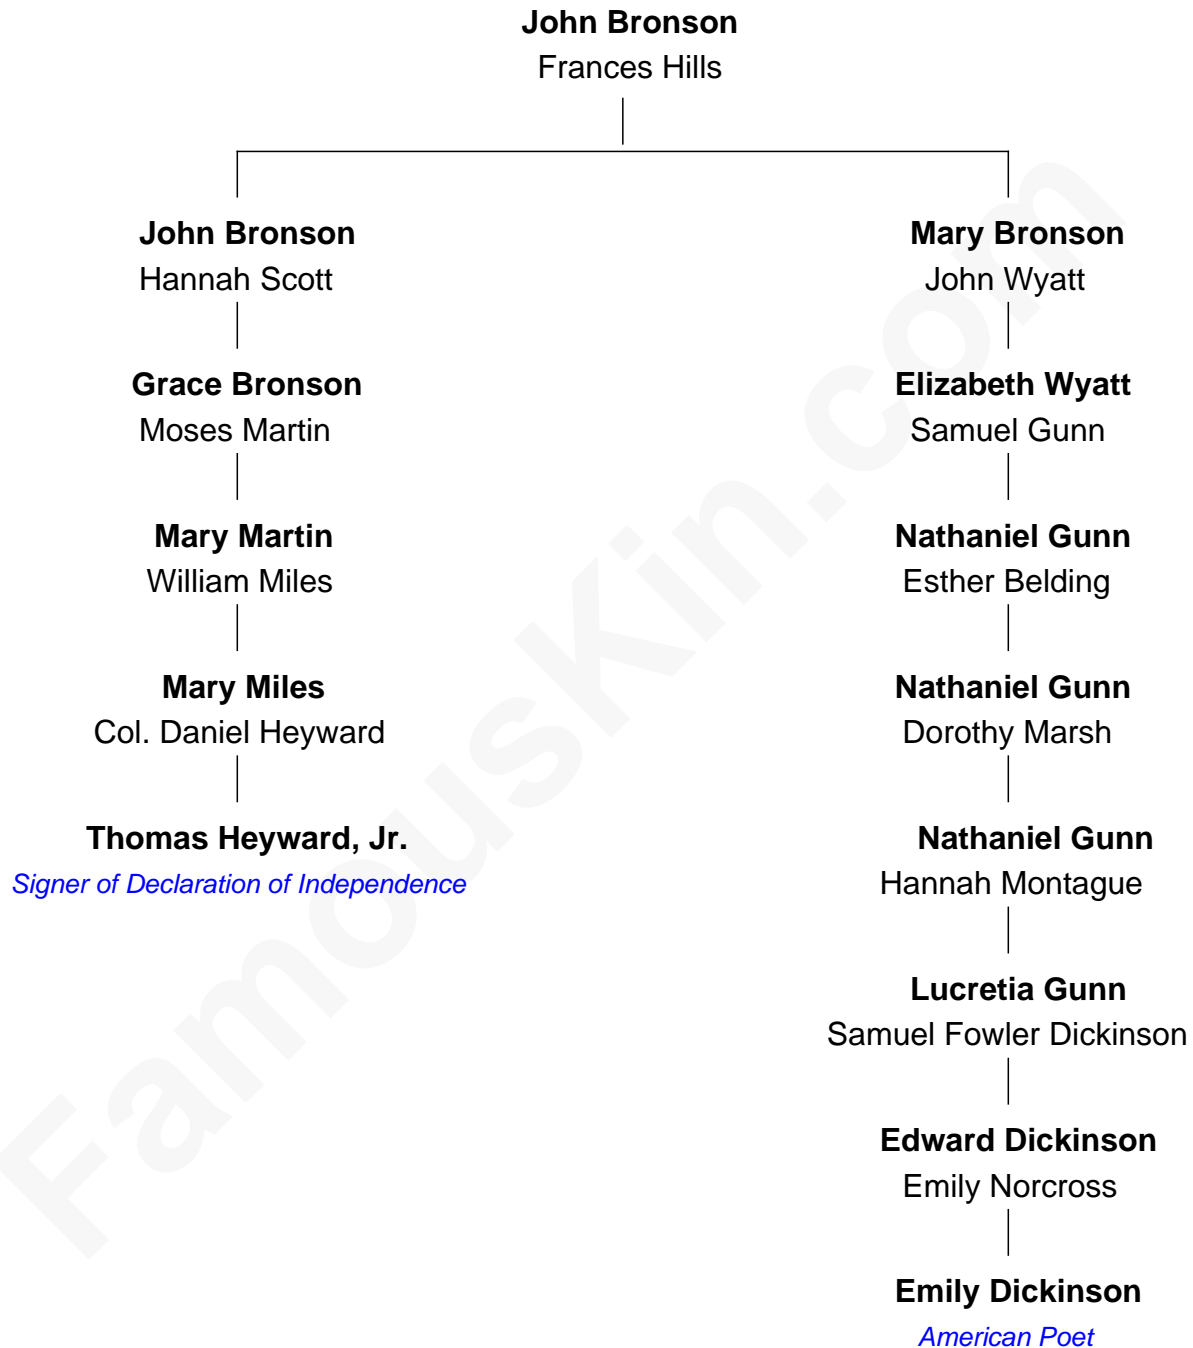 John Bronson
Frances Hills
John Bronson
Hannah Scott
Grace Bronson
Moses Martin
Mary Martin
William Miles
Mary Miles
Col. Daniel Heyward
Thomas Heyward, Jr.
Signer of Declaration of Independence
Mary Bronson
John Wyatt
Elizabeth Wyatt
Samuel Gunn
Nathaniel Gunn
Esther Belding
Nathaniel Gunn
Dorothy Marsh
Nathaniel Gunn
Hannah Montague
Lucretia Gunn
Samuel Fowler Dickinson
Edward Dickinson
Emily Norcross
Emily Dickinson
American Poet
FamousKin.com